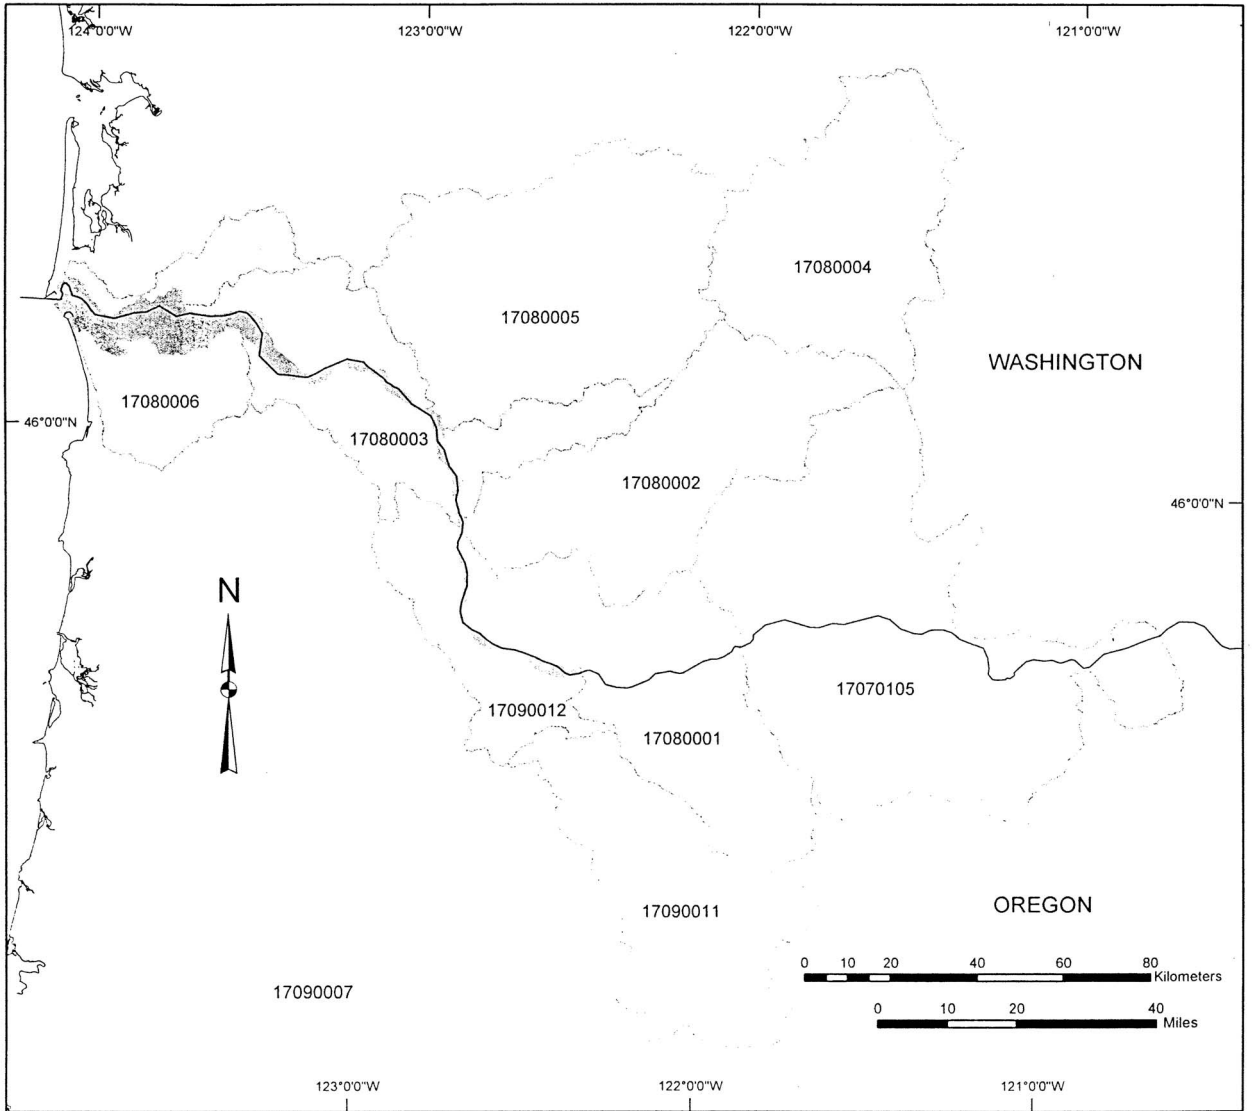 124°0'0"W 123°0'0"W 122°0'0"W 121°0'0"W
17080004
17080005
WASHINGTON
17080006
46°0'0"N
17080003
17080002
46°0'0"N
N
17070105
17090012
17080001
17090011
OREGON
0 10 20 40 60 80
Kilometers
17090007
0 10 20 40
Miles
123°0'0"W 122°0'0"W 121°0'0"W